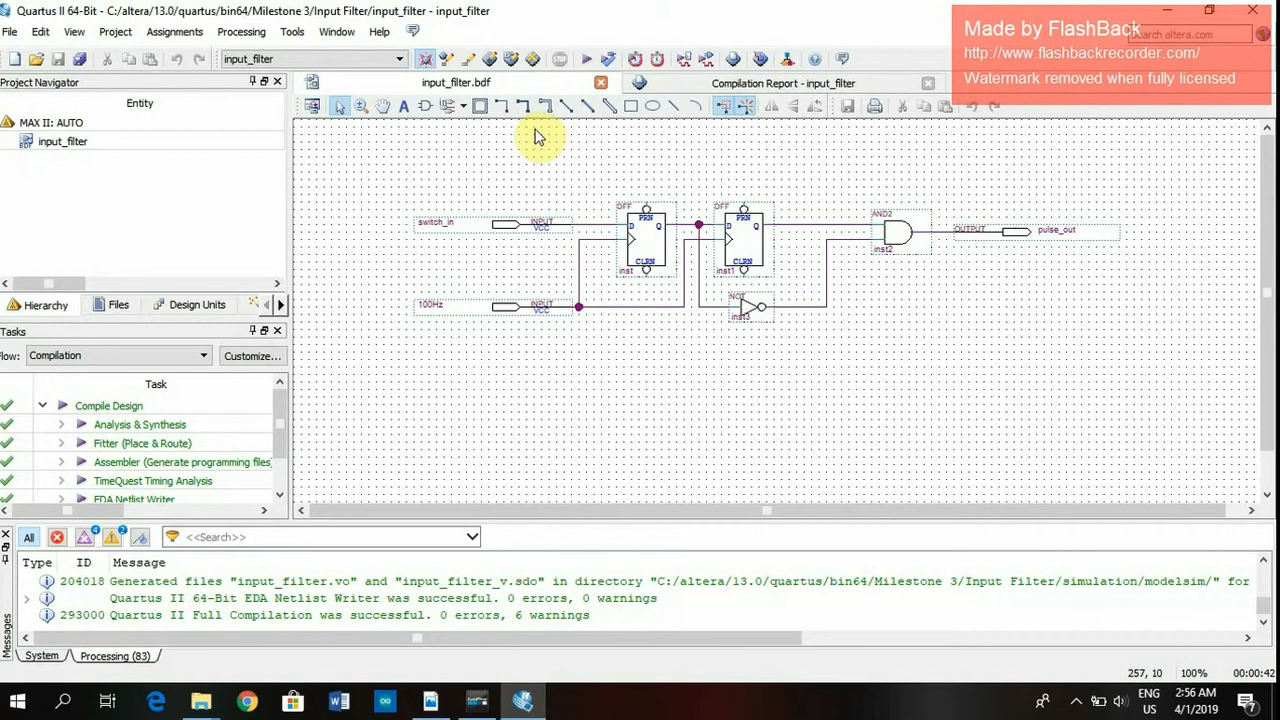 Quartus II 64-Bit - C:/altera/13.0/quartus/bin64/Milestone 3/Input Filter/input_filter - input_filter
File Edit View Project Assignments Processing Tools Window Help
Made by FlashBack
http://www.flashbackrecorder.com/
Watermark removed when fully licensed
Search altera.com
input_filter
Project Navigator
input_filter.bdf
Compilation Report - input_filter
Entity
MAX II: AUTO
input_filter
Hierarchy Files Design Units
Tasks
Flow: Compilation Customize...
Task
Compile Design
Analysis & Synthesis
Fitter (Place & Route)
Assembler (Generate programming files)
TimeQuest Timing Analysis
EDA Netlist Writer
switch_in INPUT
VCC
DFF
PRN
D Q
CLRN
inst
DFF
PRN
D Q
CLRN
inst1
AND2
inst2
OUTPUT pulse_out
100Hz INPUT
VCC
NOT
inst3
All <<Search>>
4
2
Type ID Message
204018 Generated files "input_filter.vo" and "input_filter_v.sdo" in directory "C:/altera/13.0/quartus/bin64/Milestone 3/Input Filter/simulation/modelsim/" for
Quartus II 64-Bit EDA Netlist Writer was successful. 0 errors, 0 warnings
293000 Quartus II Full Compilation was successful. 0 errors, 6 warnings
Messages
System Processing (83)
257, 10 100% 00:00:42
ENG
US
2:56 AM
4/1/2019
7